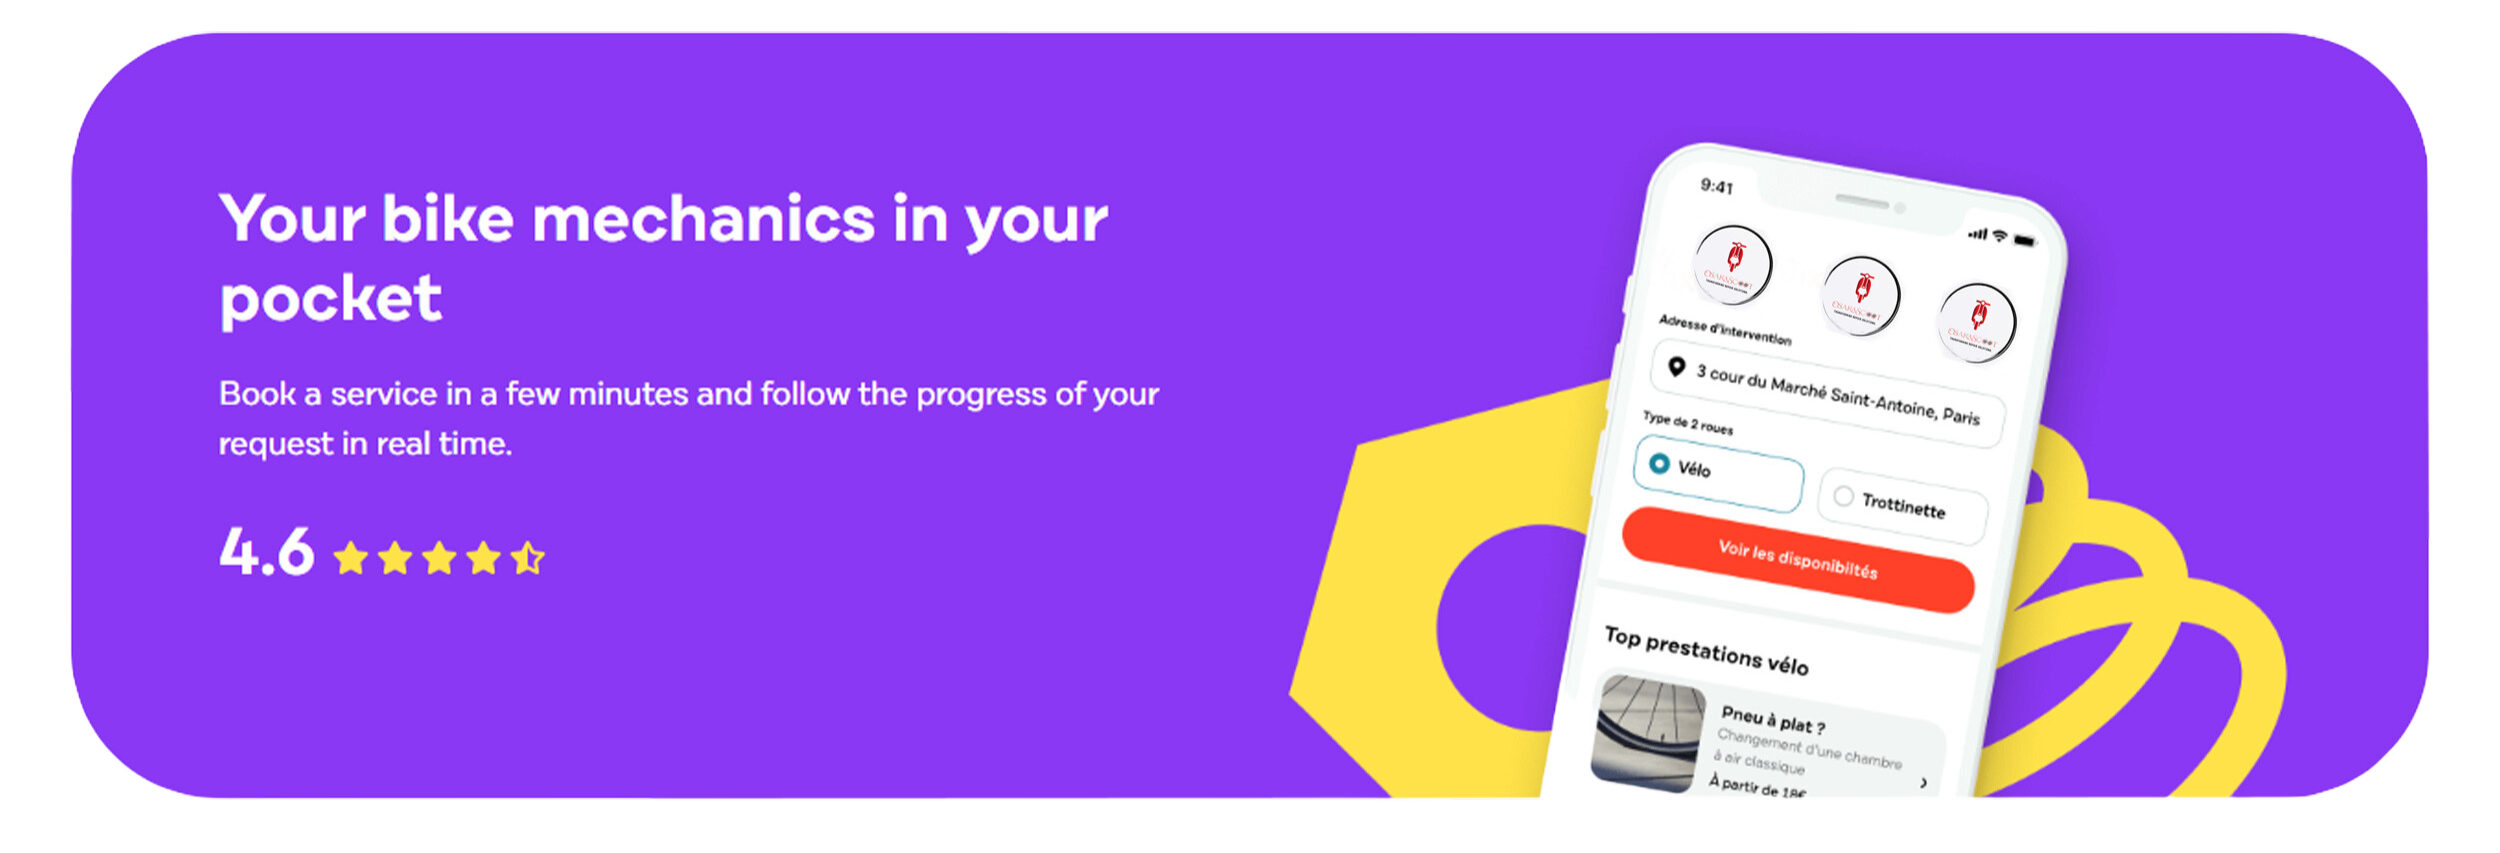 Your bike mechanics in your
pocket
Book a service in a few minutes and follow the progress of your
request in real time.
4.6
9:41
Adresse d'intervention
3 cour du Marché Saint-Antoine, Paris
Type de 2 roues
Vélo
Trottinette
Voir les disponibiltés
Top prestations vélo
Pneu à plat ?
Changement d'une chambre
à air classique
À partir de 18€